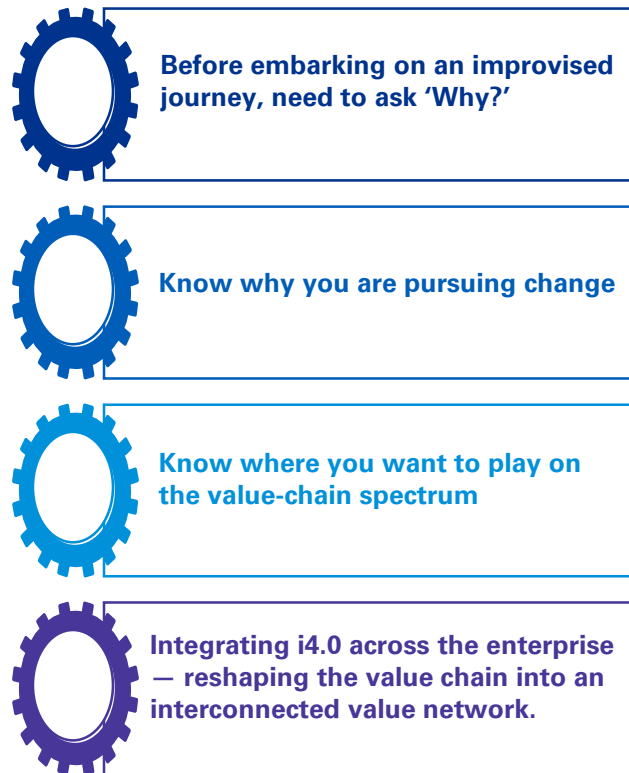 Before embarking on an improvised
journey, need to ask ‘Why?’
Know why you are pursuing change
Know where you want to play on
the value-chain spectrum
Integrating i4.0 across the enterprise
— reshaping the value chain into an
interconnected value network.